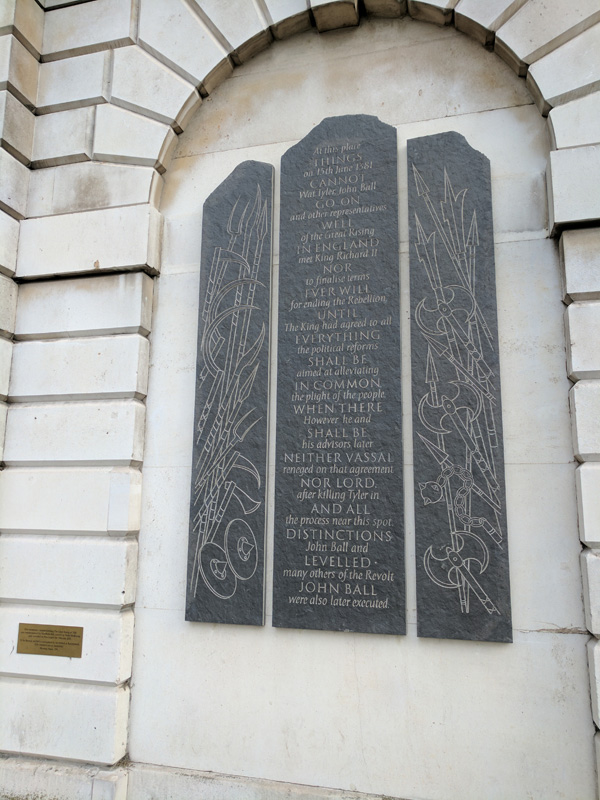 At this place
THINGS
on 15th June 1381
CANNOT
Wat Tyler, John Ball
GO ON
and other representatives
WILL
of the Great Rising
IN ENGLAND
met King Richard II
NOR
to finalise terms
EVER WILL
for ending the Rebellion.
UNTIL
The King had agreed to all
EVERYTHING
the political reforms
SHALL BE
aimed at alleviating
IN COMMON
the plight of the people.
WHEN THERE
However he and
SHALL BE
his advisors later
NEITHER VASSAL
reneged on that agreement
NOR LORD
after killing Tyler in
AND ALL
the process near this spot.
DISTINCTIONS
John Ball and
LEVELLED •
many others of the Revolt
JOHN BALL
were also later executed.